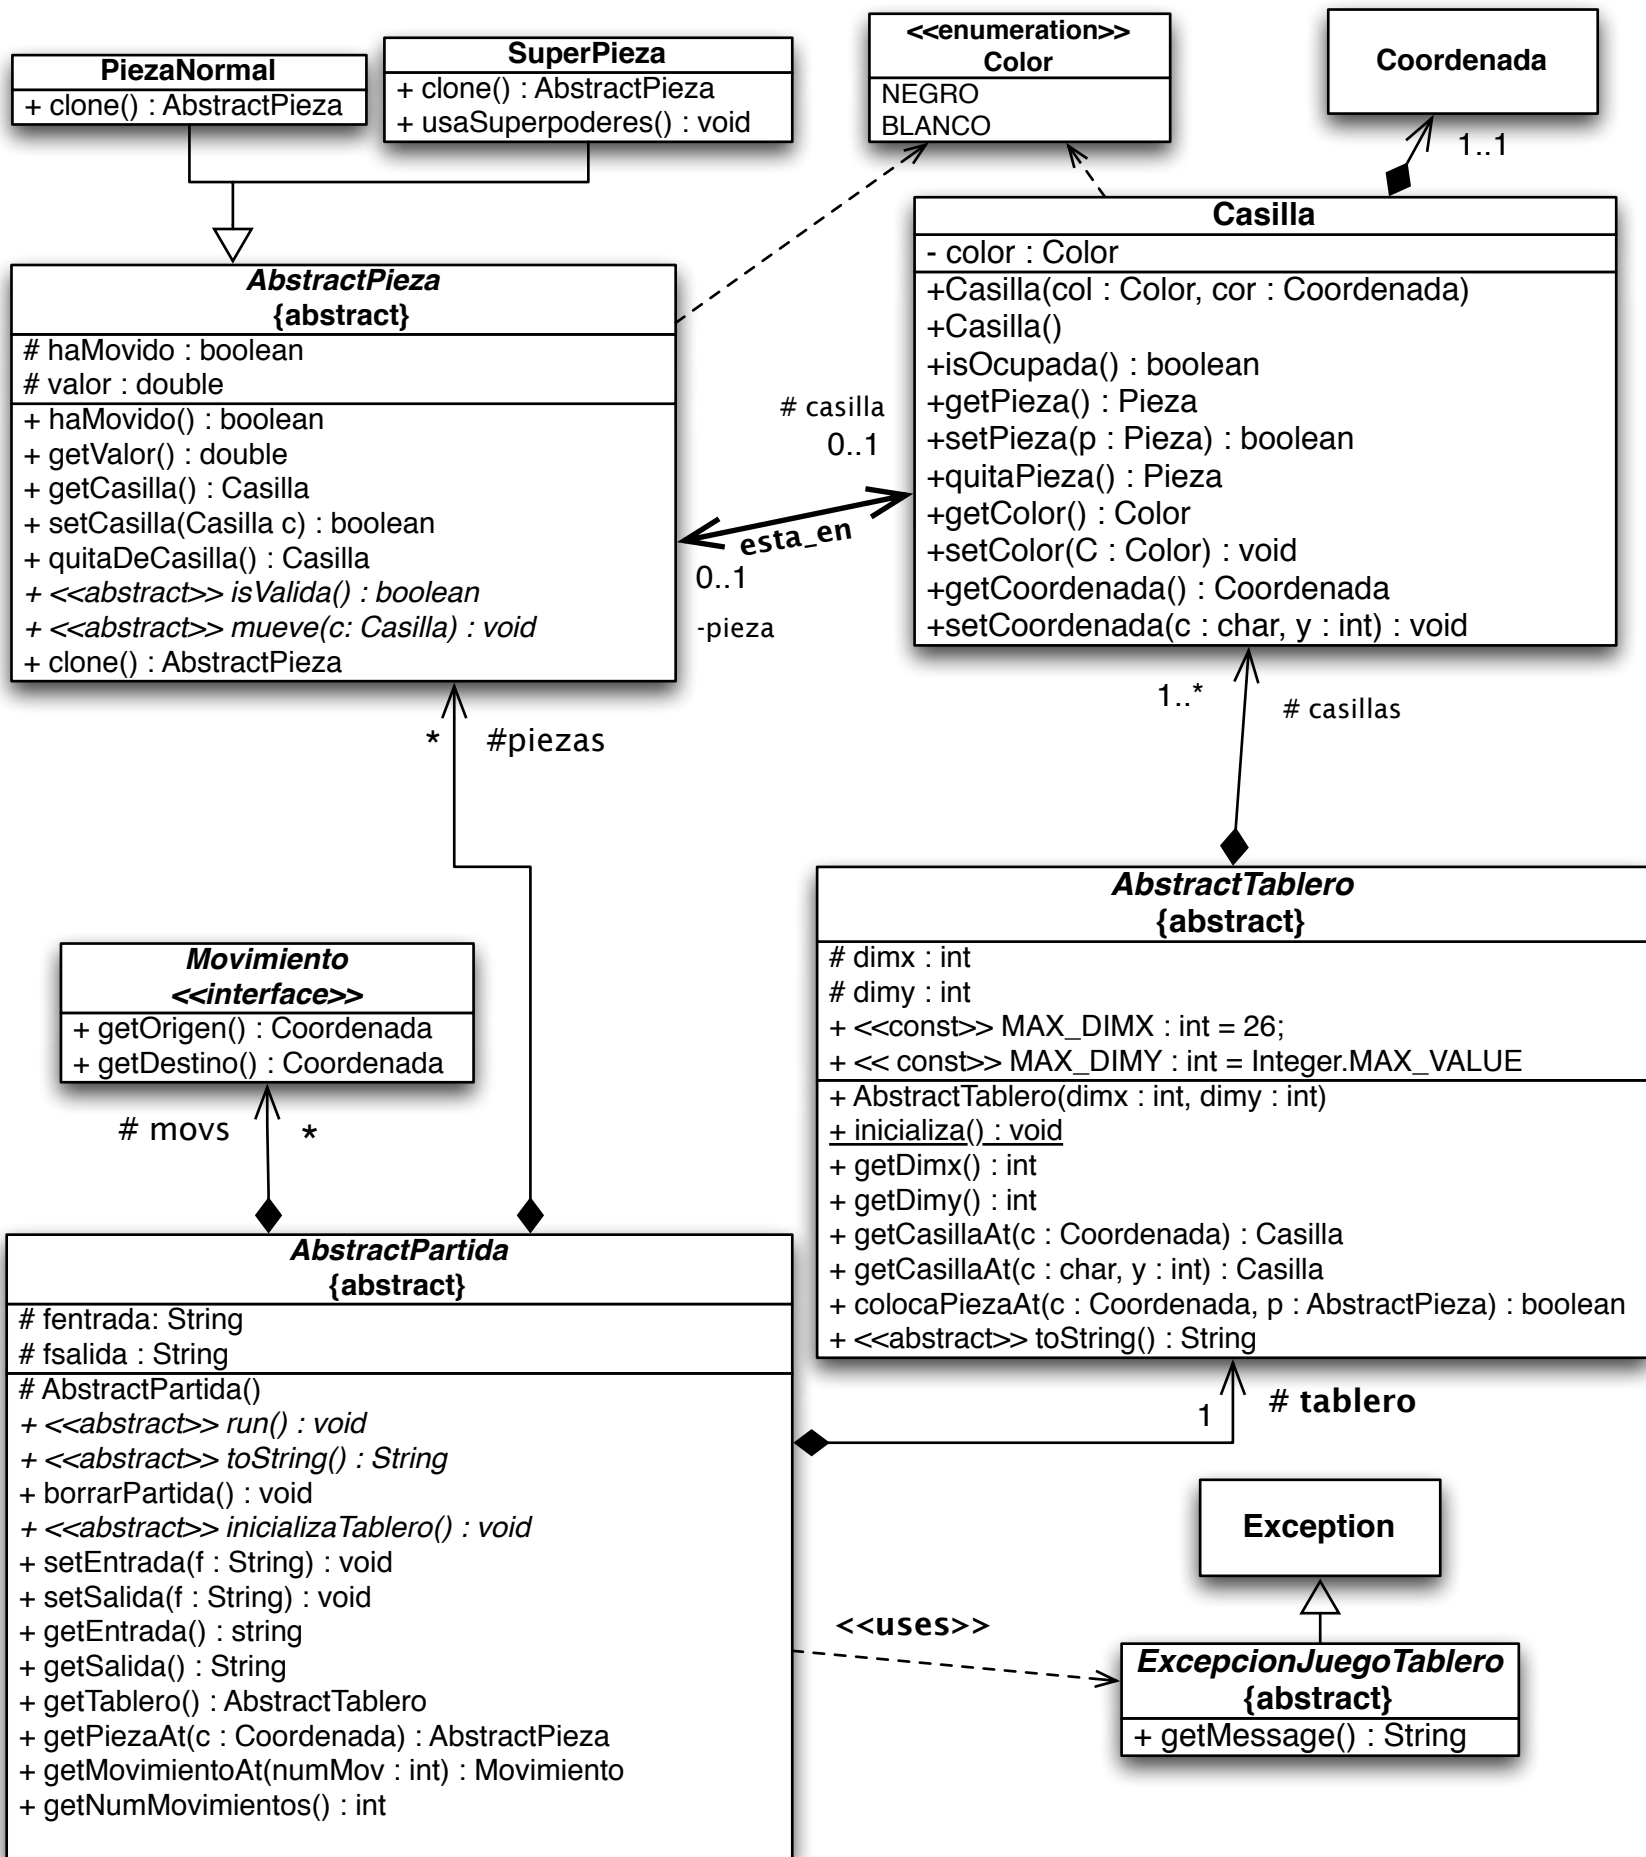 PiezaNormal
+ clone() : AbstractPieza
SuperPieza
+ clone() : AbstractPieza
+ usaSuperpoderes() : void
<<enumeration>>
Color
NEGRO
BLANCO
Coordenada
1..1
Casilla
- color : Color
+Casilla(col : Color, cor : Coordenada)
+Casilla()
+isOcupada() : boolean
+getPieza() : Pieza
+setPieza(p : Pieza) : boolean
+quitaPieza() : Pieza
+getColor() : Color
+setColor(C : Color) : void
+getCoordenada() : Coordenada
+setCoordenada(c : char, y : int) : void
AbstractPieza
{abstract}
# haMovido : boolean
# valor : double
+ haMovido() : boolean
+ getValor() : double
+ getCasilla() : Casilla
+ setCasilla(Casilla c) : boolean
+ quitaDeCasilla() : Casilla
+ <<abstract>> isValida() : boolean
+ <<abstract>> mueve(c: Casilla) : void
+ clone() : AbstractPieza
# casilla
0..1
esta_en
0..1
-pieza
* #piezas
1..* # casillas
AbstractTablero
{abstract}
# dimx : int
# dimy : int
+ <<const>> MAX_DIMX : int = 26;
+ << const>> MAX_DIMY : int = Integer.MAX_VALUE
+ AbstractTablero(dimx : int, dimy : int)
+ inicializa() : void
+ getDimx() : int
+ getDimy() : int
+ getCasillaAt(c : Coordenada) : Casilla
+ getCasillaAt(c : char, y : int) : Casilla
+ colocaPiezaAt(c : Coordenada, p : AbstractPieza) : boolean
+ <<abstract>> toString() : String
Movimiento
<<interface>>
+ getOrigen() : Coordenada
+ getDestino() : Coordenada
# movs *
AbstractPartida
{abstract}
# fentrada: String
# fsalida : String
# AbstractPartida()
+ <<abstract>> run() : void
+ <<abstract>> toString() : String
+ borrarPartida() : void
+ <<abstract>> inicializaTablero() : void
+ setEntrada(f : String) : void
+ setSalida(f : String) : void
+ getEntrada() : string
+ getSalida() : String
+ getTablero() : AbstractTablero
+ getPiezaAt(c : Coordenada) : AbstractPieza
+ getMovimientoAt(numMov : int) : Movimiento
+ getNumMovimientos() : int
1 # tablero
Exception
<<uses>>
ExcepcionJuegoTablero
{abstract}
+ getMessage() : String